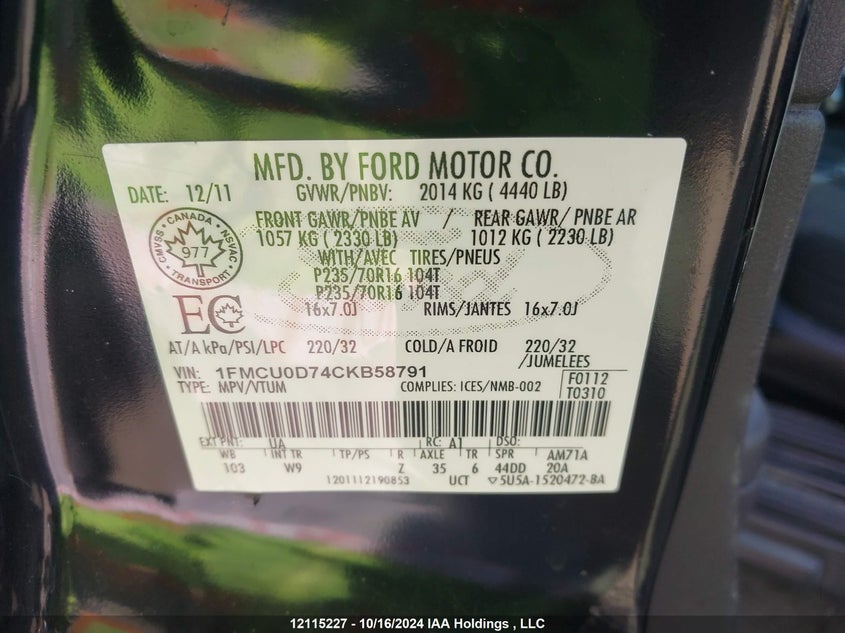 MFD. BY FORD MOTOR CO.
DATE: 12/11 GVWR/PNBV: 2014 KG ( 4440 LB)
FRONT GAWR/PNBE AV / REAR GAWR/ PNBE AR
1057 KG ( 2330 LB) 1012 KG ( 2230 LB)
WITH/AVEC TIRES/PNEUS
P235/70R16 104T
P235/70R16 104T
16x7.0J RIMS/JANTES 16x7.0J
CMVSS · CANADA · NSVAC · TRANSPORT ·
977
EC
AT/A kPa/PSI/LPC 220/32 COLD/A FROID 220/32
/JUMELEES
VIN: 1FMCU0D74CKB58791
TYPE: MPV/VTUM COMPLIES: ICES/NMB-002
F0112
T0310
EXT PNT: UA RC: A1 DSO:
WB INT TR TP/PS R AXLE TR SPR AM71A
103 W9 Z 35 6 44DD 20A
1201112190853 UCT ▽5U5A-1520472-BA
12115227 - 10/16/2024 IAA Holdings , LLC